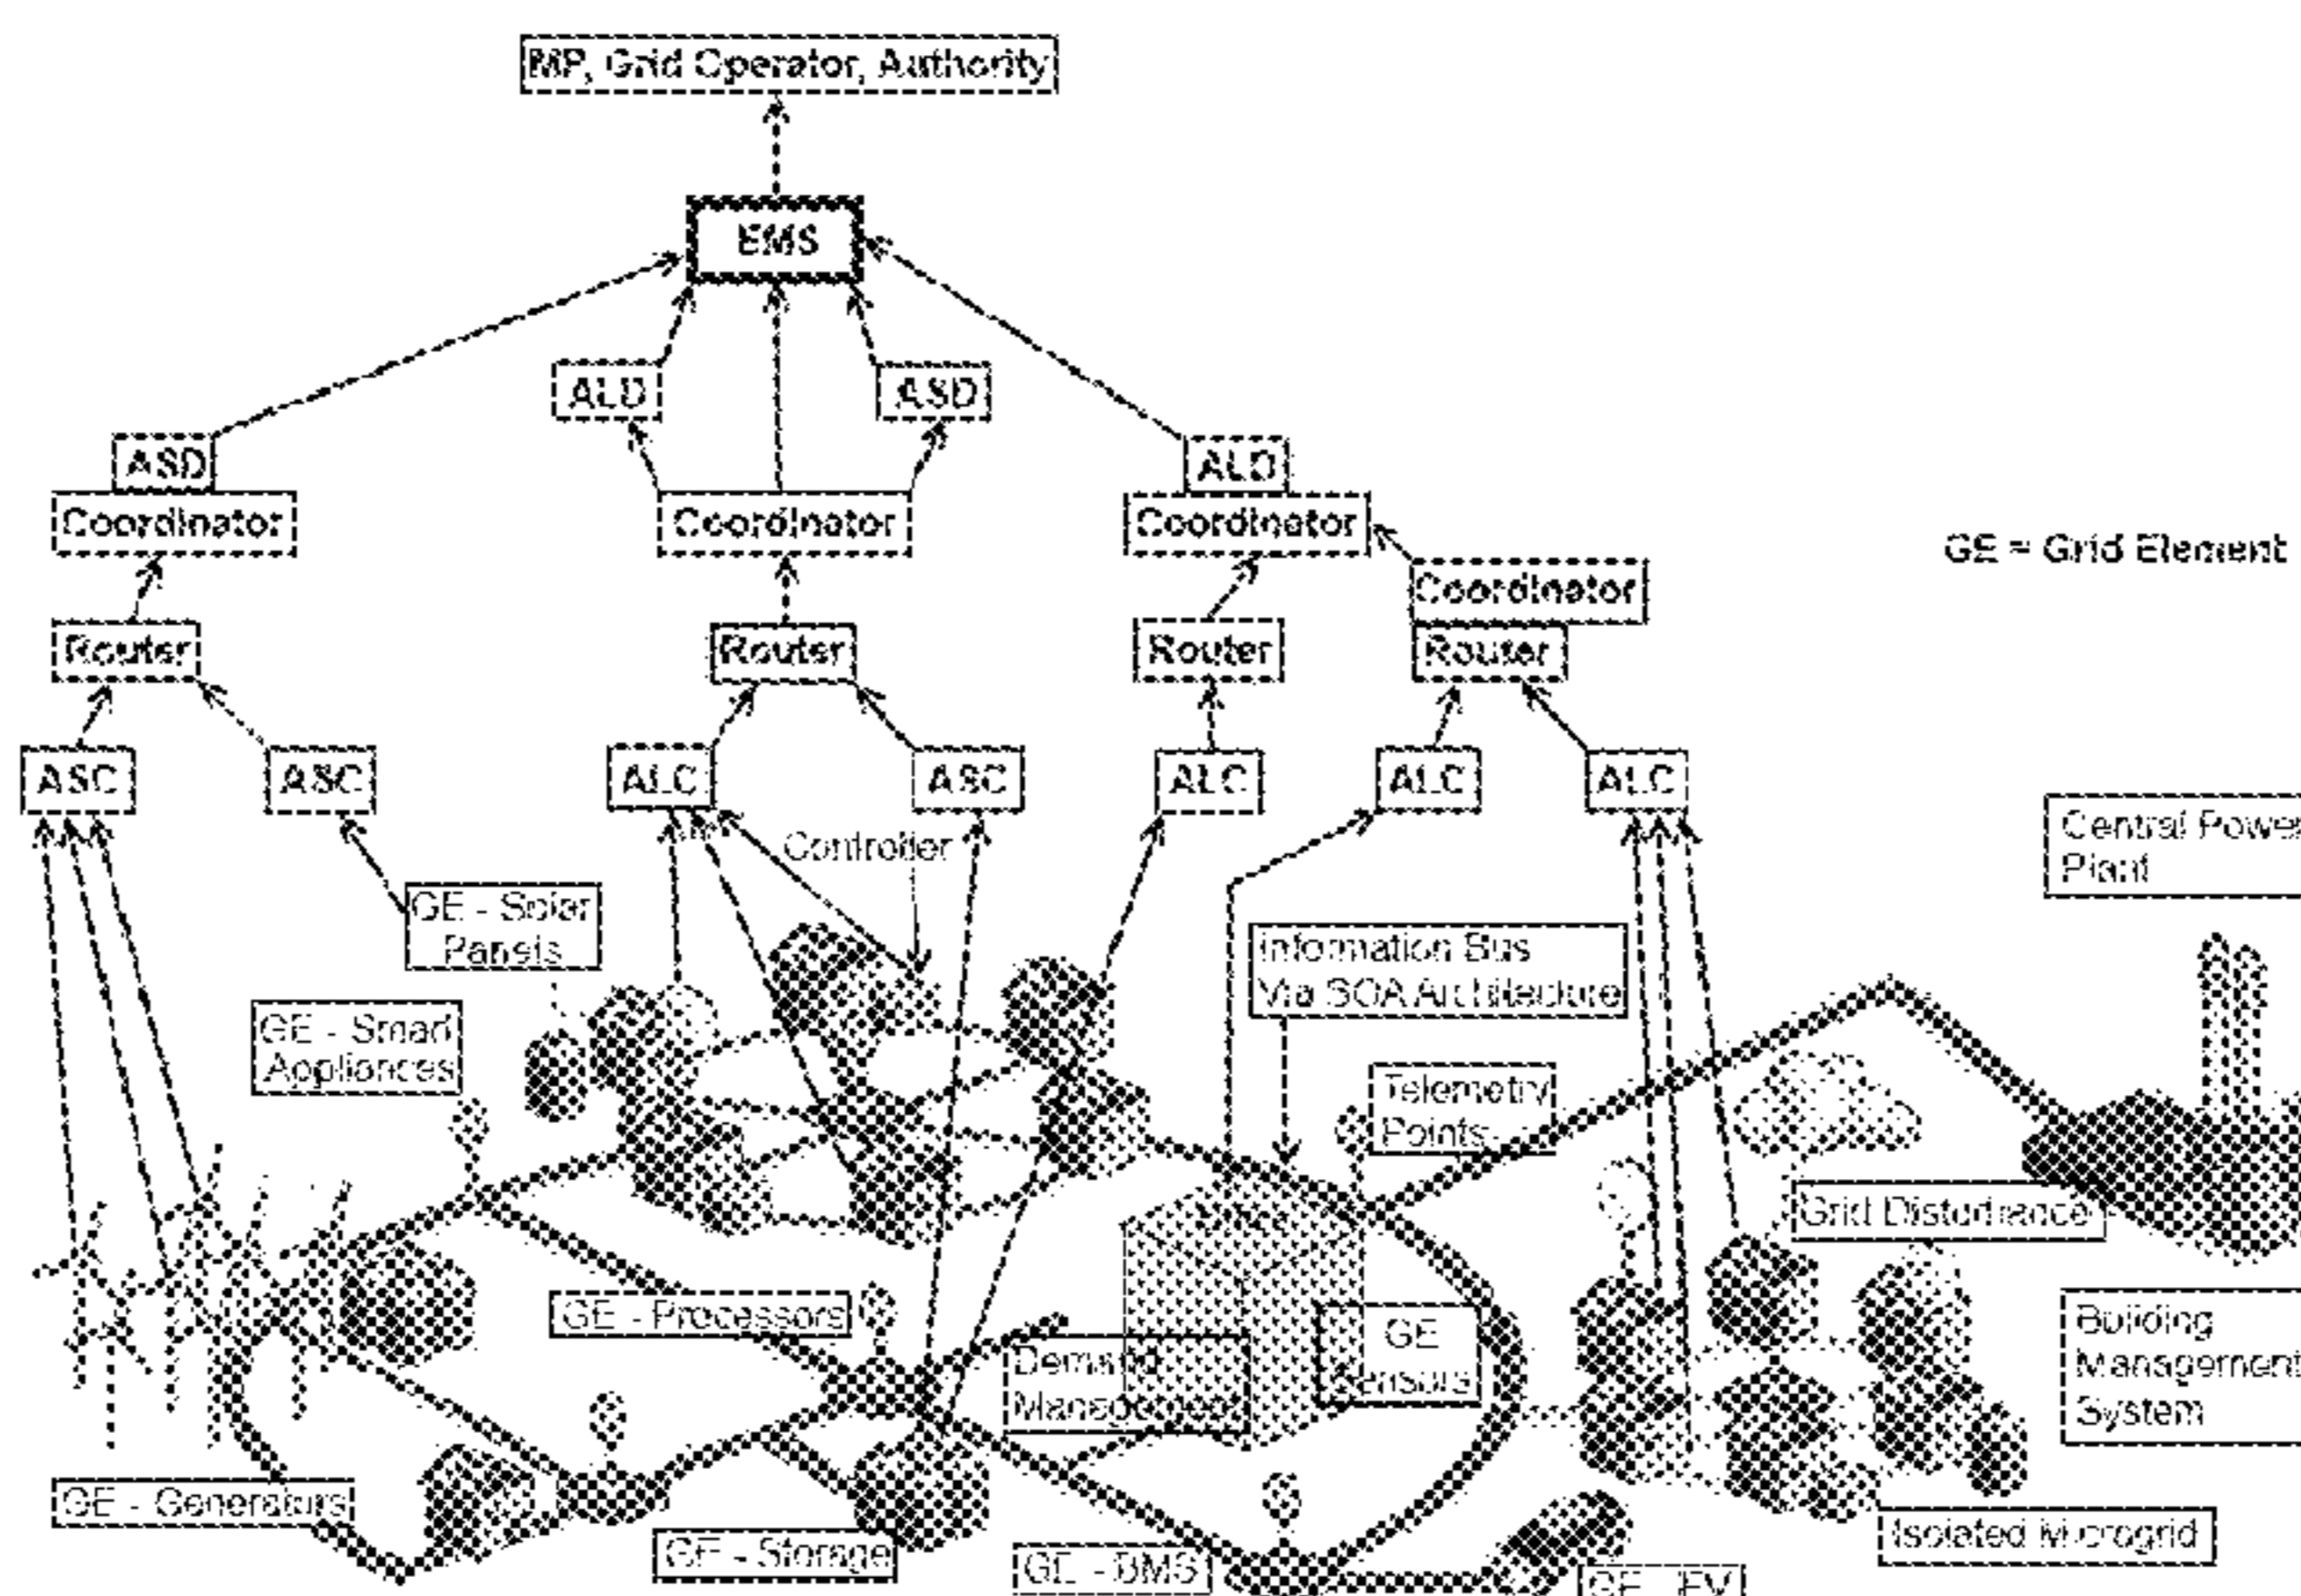 MP, Grid Operator, Authority
EMS
ALD
ASD
ASD
ALD
Coordinator
Coordinator
Coordinator
GE = Grid Element
Coordinator
Router
Router
Router
Router
ASC
ASC
ALC
ASC
ALC
ALC
ALC
Controller
Central Power
Plant
GE - Solar
Panels
Information Bus
Via SOA Architecture
GE - Smart
Appliances
Telemetry
Points
Grid Disturbance
GE - Processors
GE
Sensors
Demand
Management
Building
Management
System
GE - Generators
GE - Storage
GE - BMS
Isolated Microgrid
GE - EV